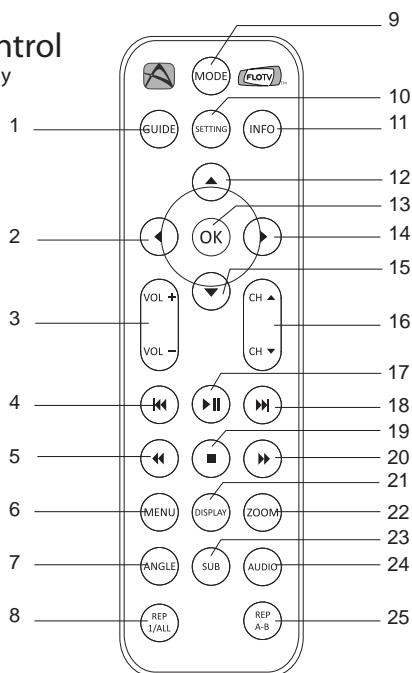 ntrol
y
9
MODE
FLOTV™
10
1
GUIDE
SETTING
INFO
11
12
13
2
OK
14
15
VOL +
CH ▲
3
16
VOL −
CH ▼
17
4
18
19
5
20
21
6
MENU
DISPLAY
ZOOM
22
23
7
ANGLE
SUB
AUDIO
24
8
REP
1/ALL
REP
A-B
25